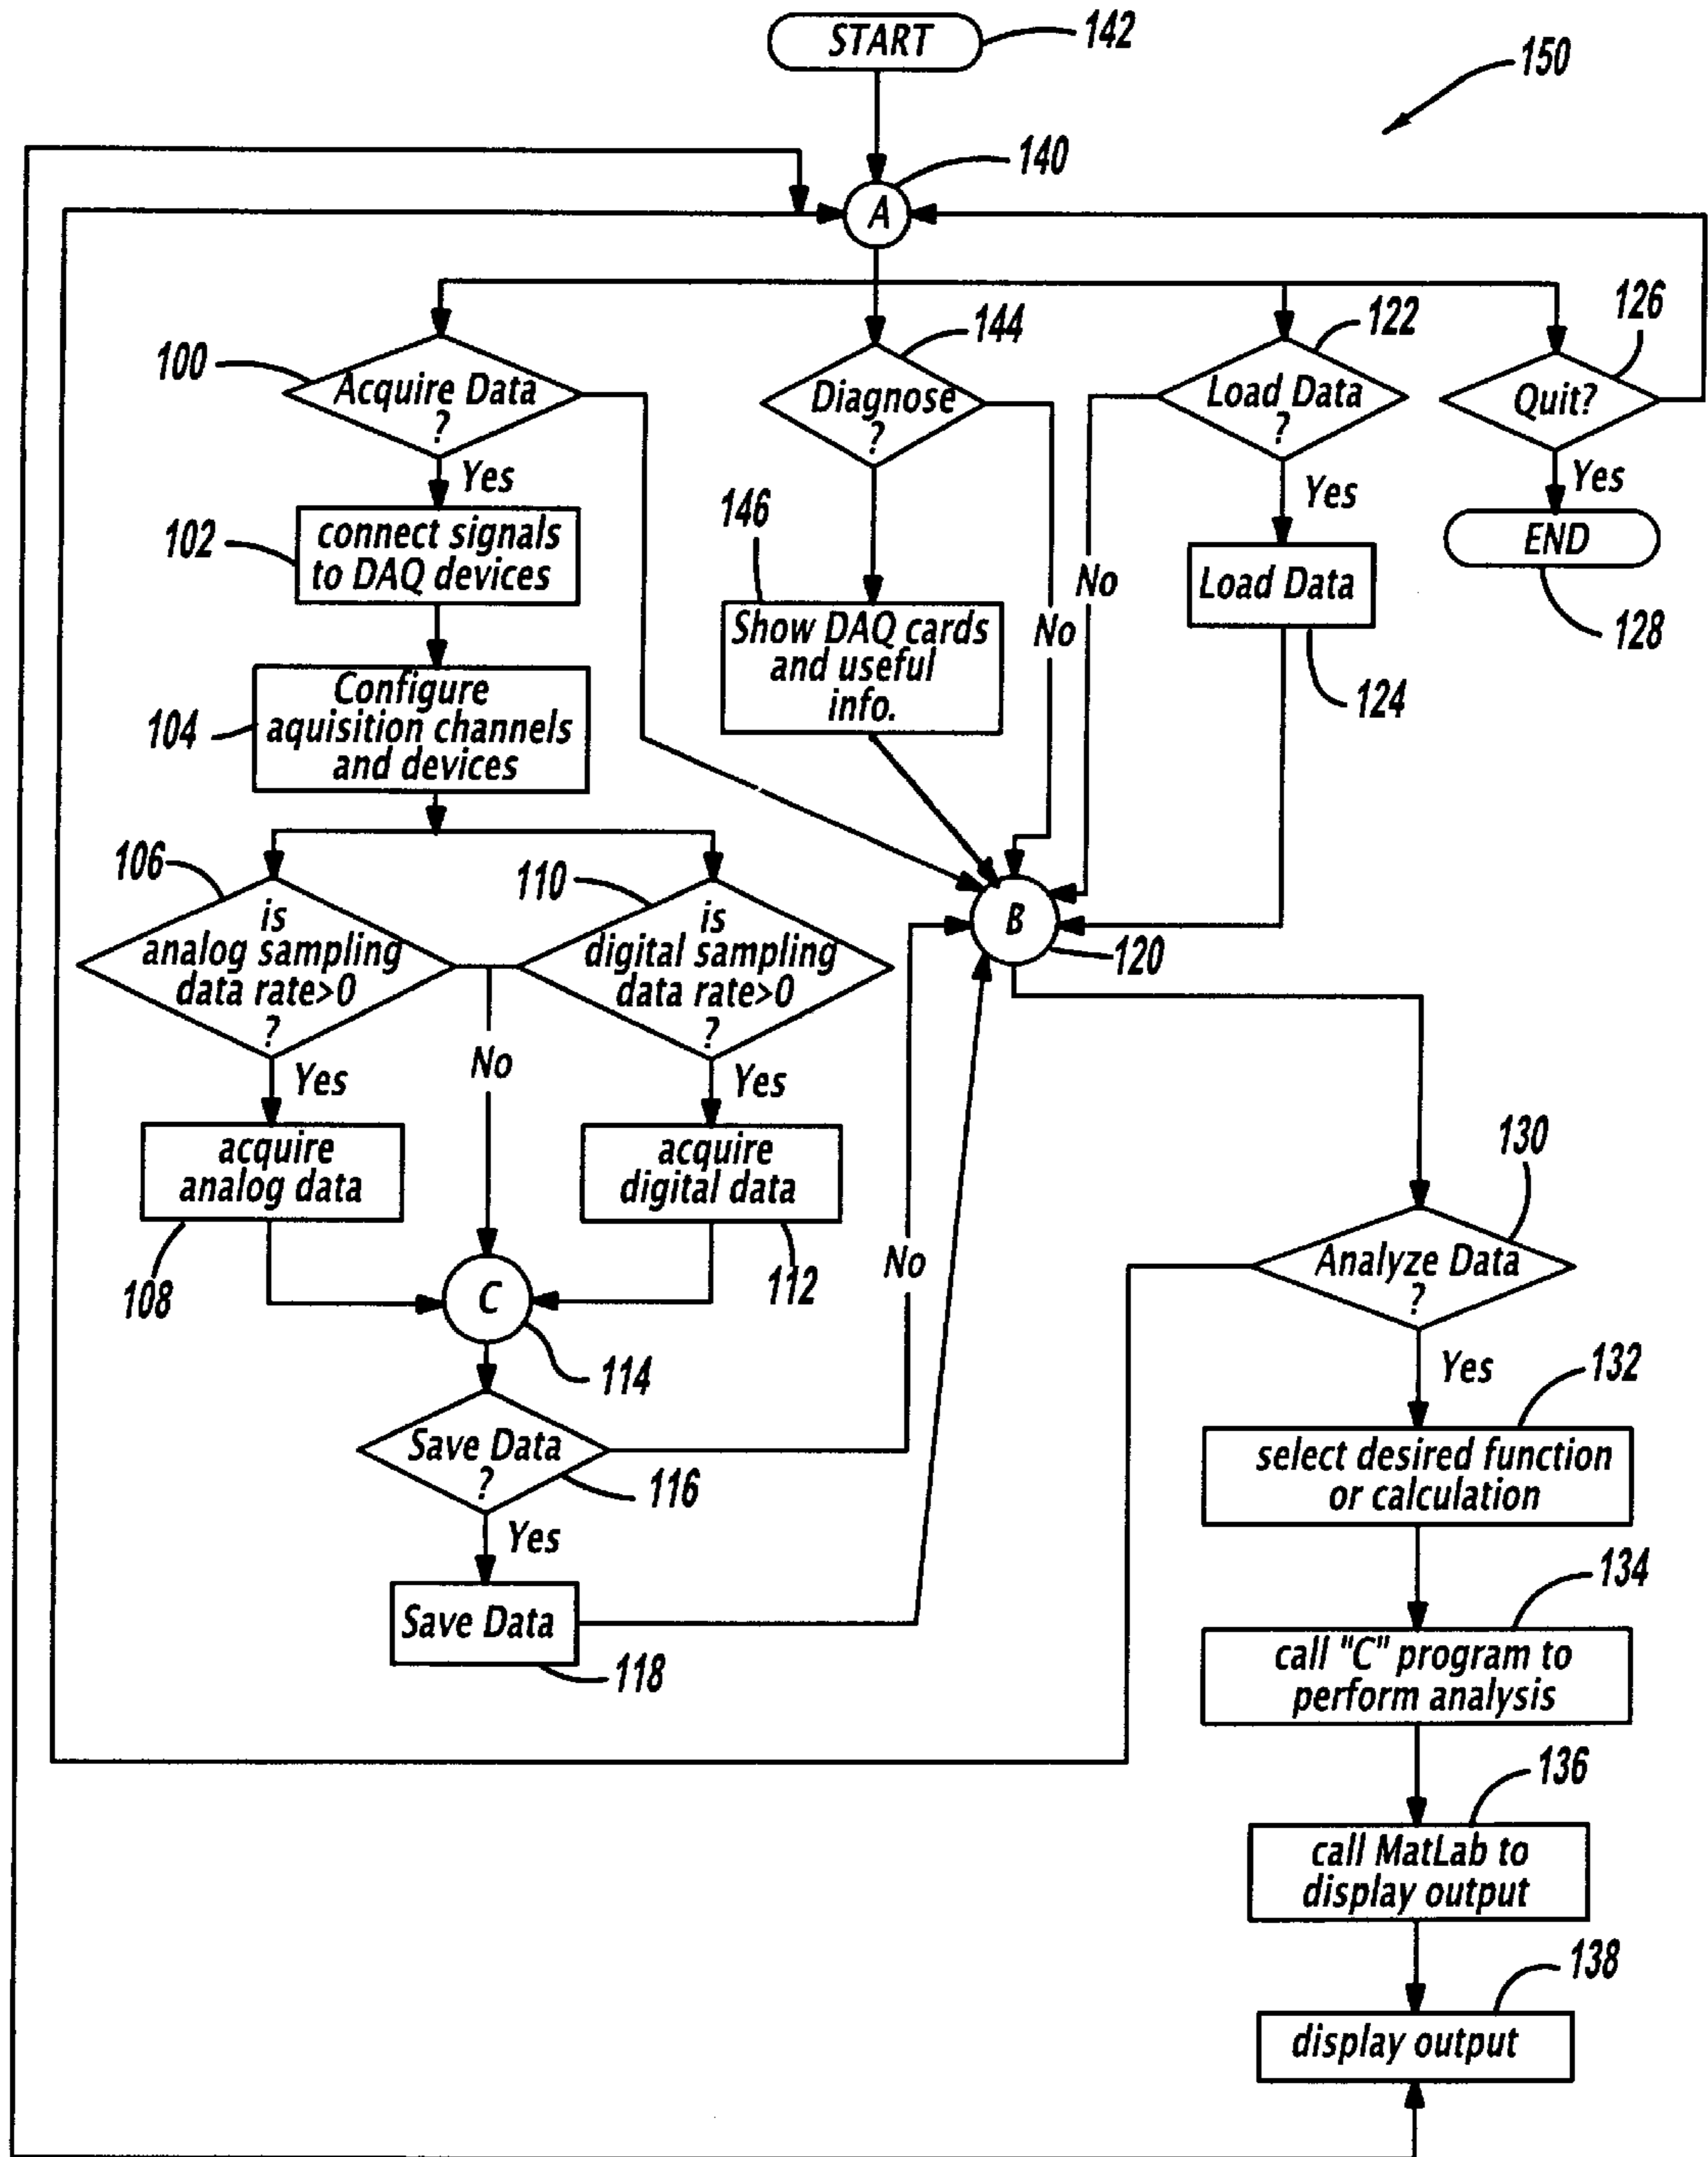 START
142
150
140
A
144
122
126
100
Acquire Data
?
Diagnose
?
Load Data
?
Quit?
Yes
Yes
Yes
146
102
connect signals
to DAQ devices
END
No
Load Data
No
128
Show DAQ cards
and useful
info.
104
Configure
aquisition channels
and devices
124
106
110
is
analog sampling
data rate>0
?
is
digital sampling
data rate>0
?
B
120
No
Yes
Yes
acquire
analog data
acquire
digital data
130
108
112
No
Analyze Data
?
C
114
Yes
132
Save Data
?
116
select desired function
or calculation
Yes
134
Save Data
118
call "C" program to
perform analysis
136
call MatLab to
display output
138
display output